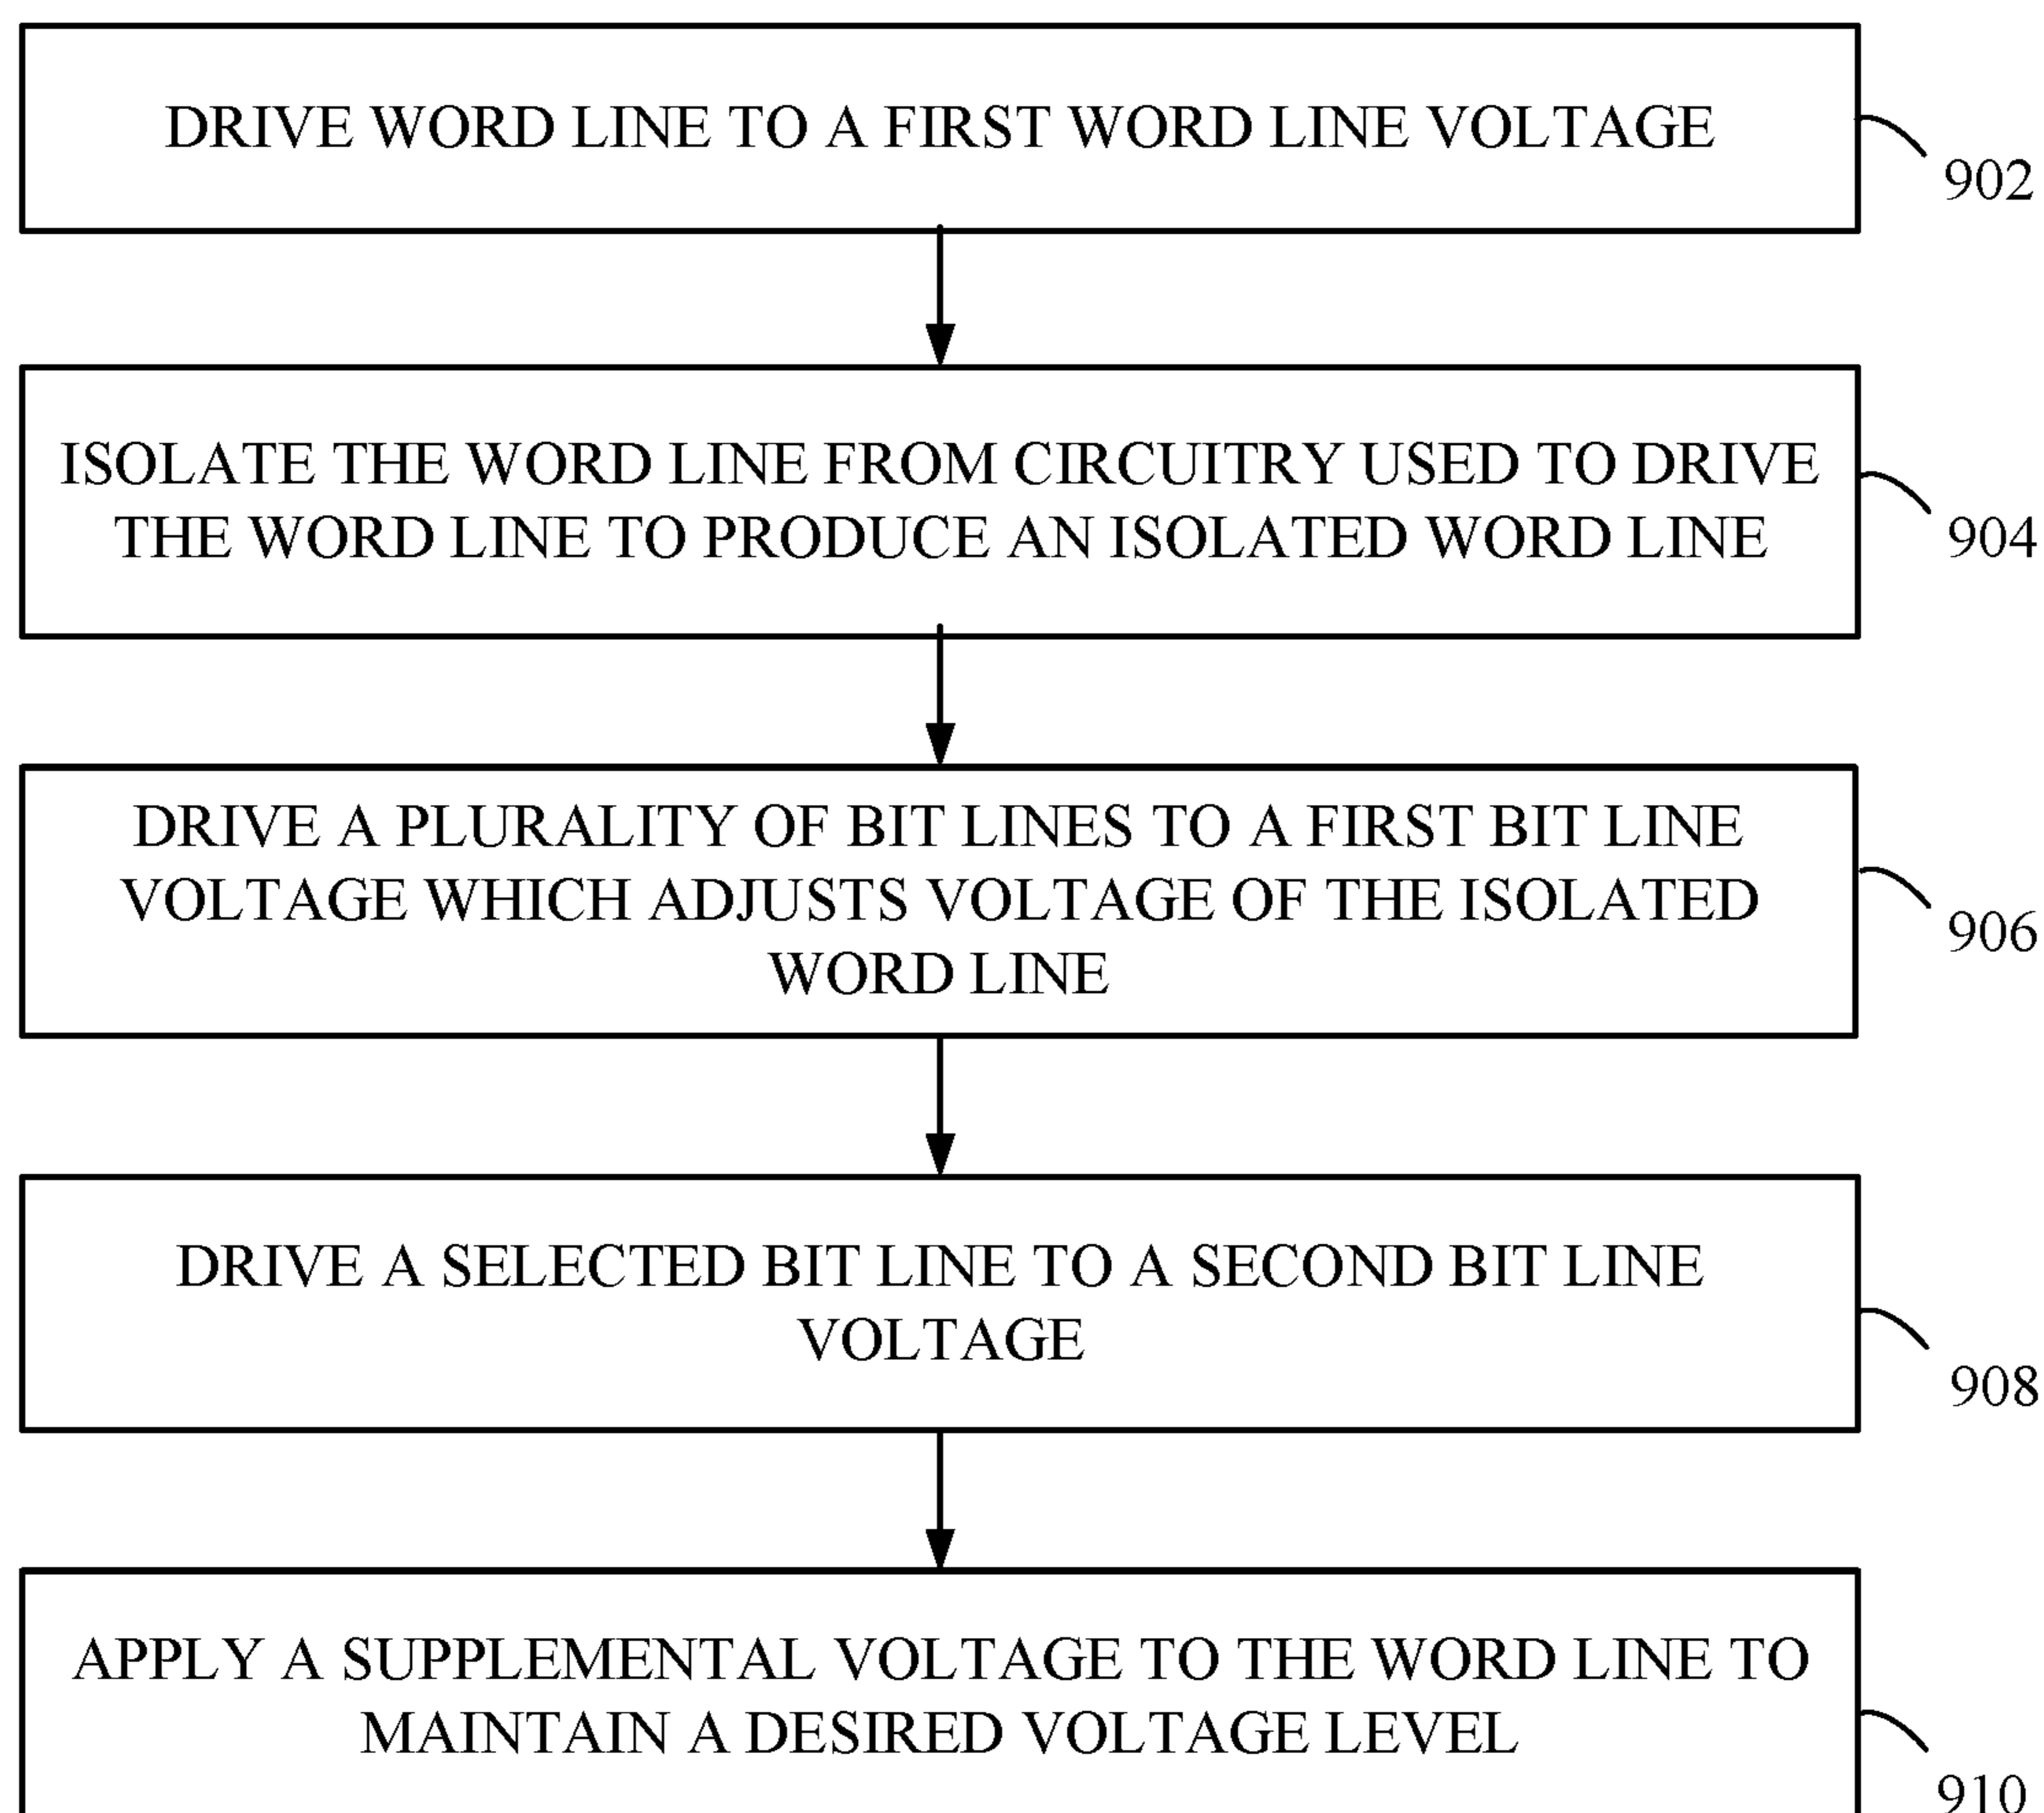 DRIVE WORD LINE TO A FIRST WORD LINE VOLTAGE
902
ISOLATE THE WORD LINE FROM CIRCUITRY USED TO DRIVE
THE WORD LINE TO PRODUCE AN ISOLATED WORD LINE
904
DRIVE A PLURALITY OF BIT LINES TO A FIRST BIT LINE
VOLTAGE WHICH ADJUSTS VOLTAGE OF THE ISOLATED
WORD LINE
906
DRIVE A SELECTED BIT LINE TO A SECOND BIT LINE
VOLTAGE
908
APPLY A SUPPLEMENTAL VOLTAGE TO THE WORD LINE TO
MAINTAIN A DESIRED VOLTAGE LEVEL
910